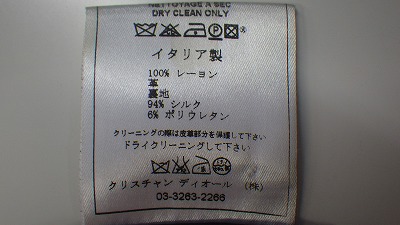 NETTOYAGE A SEC
DRY CLEAN ONLY
イタリア製
100% レーヨン
革
裏地
94% シルク
6% ポリウレタン
クリーニングの際は皮革部分を保護して下さい
ドライクリーニングして下さい
クリスチャン ディオール (株)
03-3263-2266